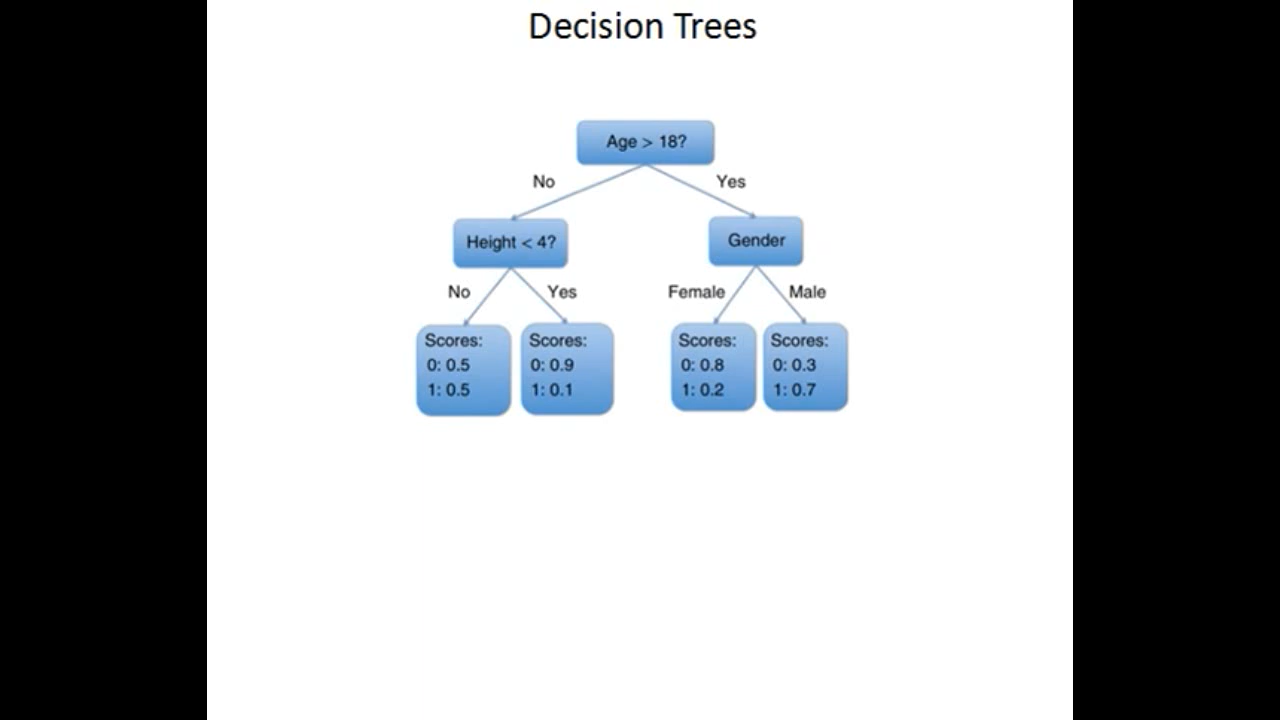 Decision Trees
Age > 18?
No
Yes
Height < 4?
Gender
No
Yes
Female
Male
Scores:
0: 0.5
1: 0.5
Scores:
0: 0.9
1: 0.1
Scores:
0: 0.8
1: 0.2
Scores:
0: 0.3
1: 0.7